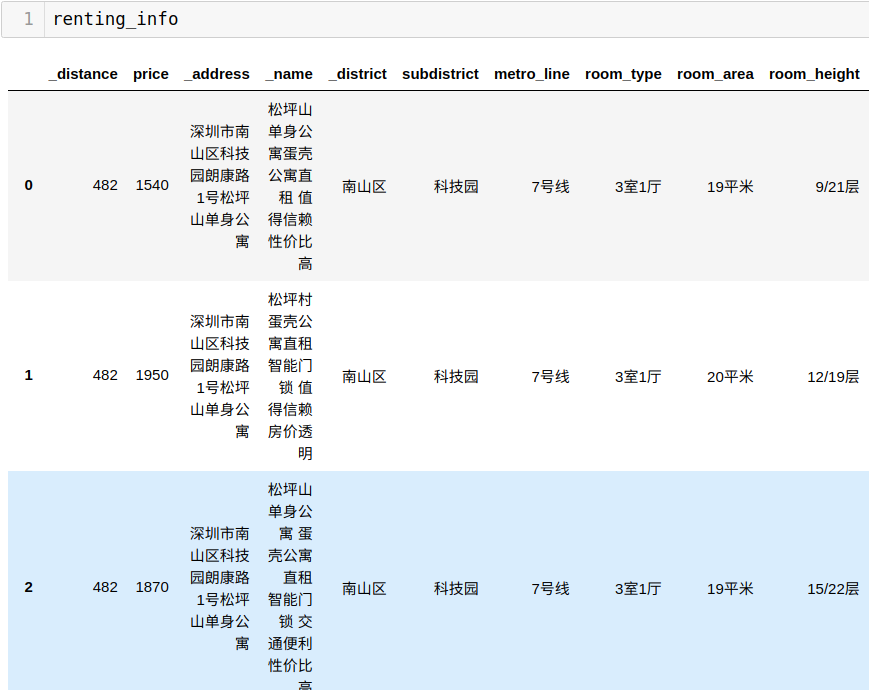 1 renting_info
_distance price _address _name _district subdistrict metro_line room_type room_area room_height
0 482 1540 深圳市南山区科技园朗康路1号松坪山单身公寓 松坪山单身公寓蛋壳公寓直租 值得信赖性价比高 南山区 科技园 7号线 3室1厅 19平米 9/21层
1 482 1950 深圳市南山区科技园朗康路1号松坪山单身公寓 松坪村蛋壳公寓直租智能门锁 值得信赖房价透明 南山区 科技园 7号线 3室1厅 20平米 12/19层
2 482 1870 深圳市南山区科技园朗康路1号松坪山单身公寓 松坪山单身公寓 蛋壳公寓直租智能门锁 交通便利性价比高 南山区 科技园 7号线 3室1厅 19平米 15/22层